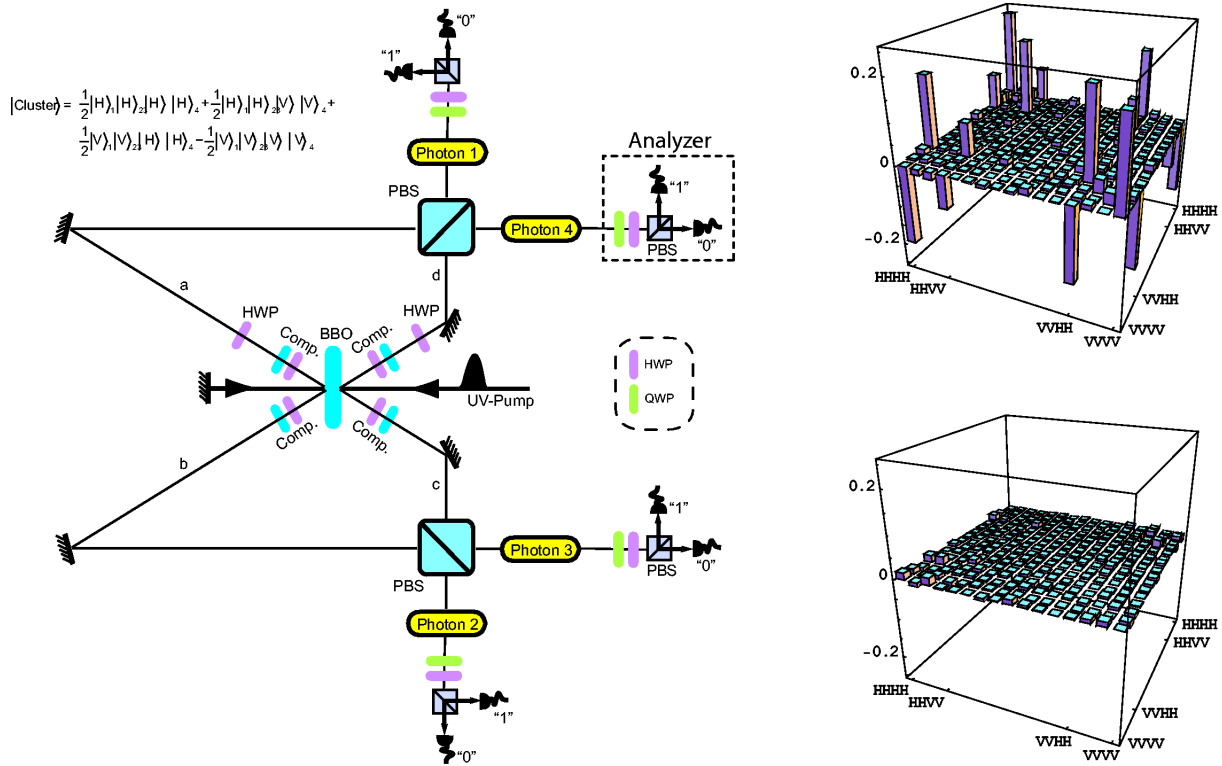 |Cluster⟩ = 1/2|H⟩1|H⟩2|H⟩3|H⟩4 + 1/2|H⟩1|H⟩2|V⟩3|V⟩4 +
1/2|V⟩1|V⟩2|H⟩3|H⟩4 − 1/2|V⟩1|V⟩2|V⟩3|V⟩4
"0"
"1"
Photon 1
PBS
Photon 4
Analyzer
"1"
"0"
PBS
a
d
HWP
Comp.
BBO
Comp.
HWP
UV-Pump
Comp.
Comp.
b
c
HWP
QWP
PBS
Photon 3
"1"
"0"
PBS
Photon 2
"1"
"0"
0.2
0
-0.2
HHHH
HHVV
VVHH
VVVV
HHHH
HHVV
VVHH
VVVV
0.2
0
-0.2
HHHH
HHVV
VVHH
VVVV
HHHH
HHVV
VVHH
VVVV